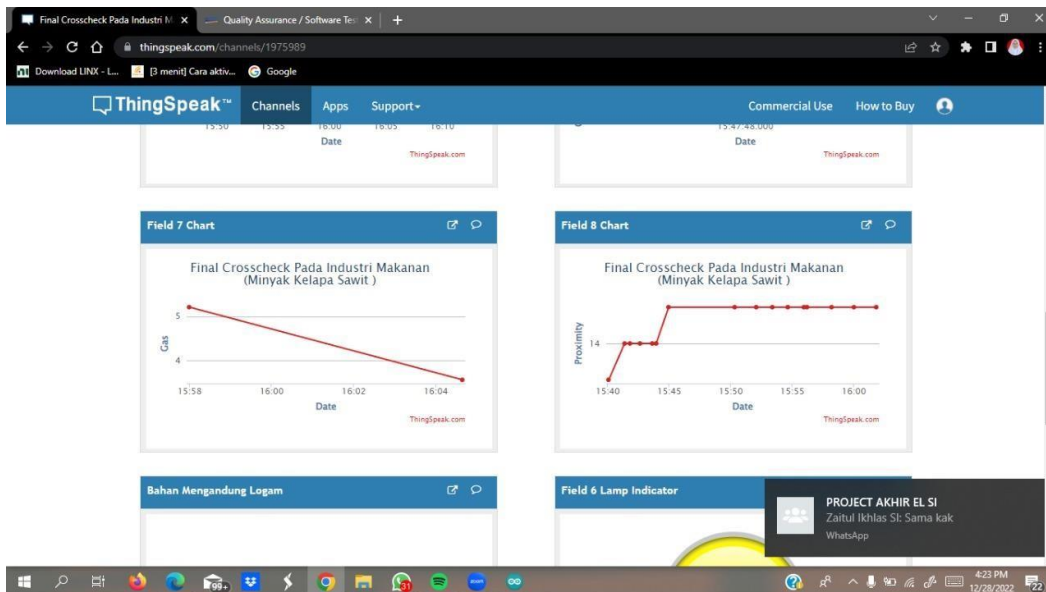 Final Crosscheck Pada Industri M
Quality Assurance / Software Tes
thingspeak.com/channels/1975989
Download LINX - L...
[3 menit] Cara aktiv...
Google
ThingSpeak™
Channels
Apps
Support
Commercial Use
How to Buy
15:50 15:55 16:00 16:05 16:10
Date
ThingSpeak.com
15:47:48.000
Date
ThingSpeak.com
Field 7 Chart
Final Crosscheck Pada Industri Makanan
(Minyak Kelapa Sawit )
Gas
5
4
15:58 16:00 16:02 16:04
Date
ThingSpeak.com
Field 8 Chart
Final Crosscheck Pada Industri Makanan
(Minyak Kelapa Sawit )
Proximity
14
15:40 15:45 15:50 15:55 16:00
Date
ThingSpeak.com
Bahan Mengandung Logam
Field 6 Lamp Indicator
PROJECT AKHIR EL SI
Zaitul Ikhlas SI: Sama kak
WhatsApp
99+
31
zoom
4:23 PM
12/28/2022
22